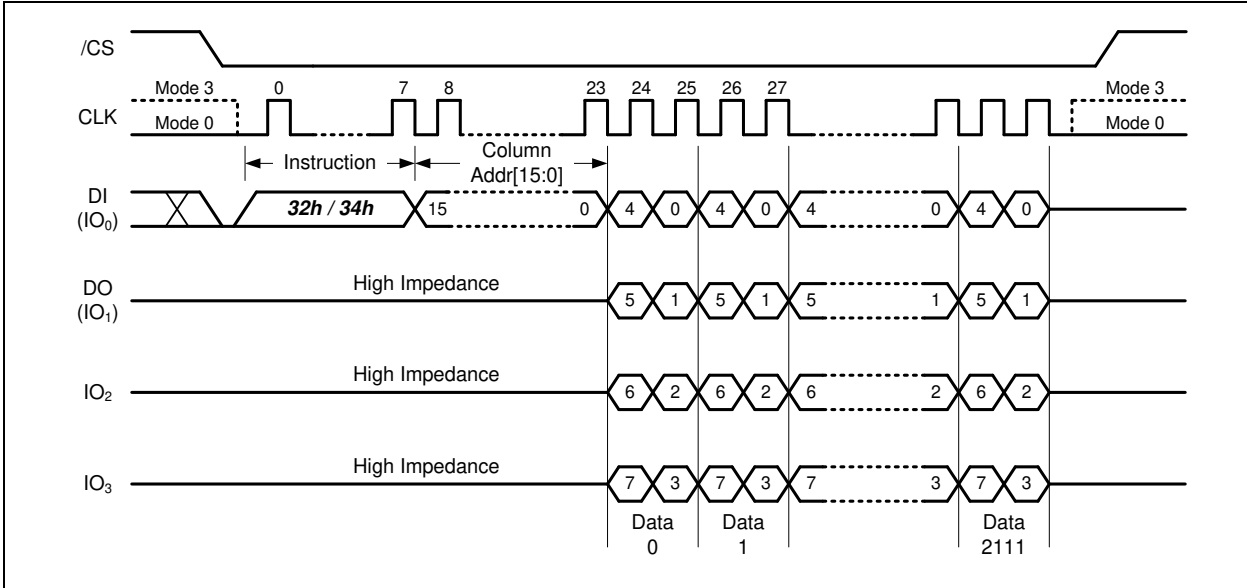 /CS
Mode 3 0 7 8 23 24 25 26 27 Mode 3
CLK
Mode 0 Mode 0
Instruction
Column
Addr[15:0]
DI
(IO₀)
32h / 34h 15 0 4 0 4 0 4 0 4 0
High Impedance
DO
(IO₁)
5 1 5 1 5 1 5 1
High Impedance
IO₂ 6 2 6 2 6 2 6 2
High Impedance
IO₃ 7 3 7 3 7 3 7 3
Data Data Data
0 1 2111